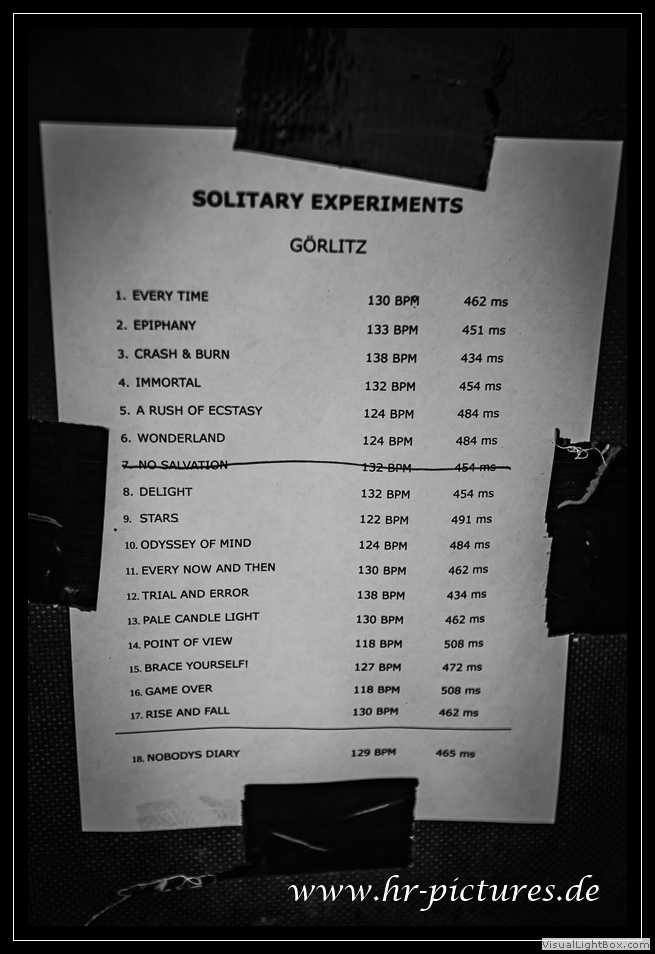 SOLITARY EXPERIMENTS
GÖRLITZ
1. EVERY TIME 130 BPM 462 ms
2. EPIPHANY 133 BPM 451 ms
3. CRASH & BURN 138 BPM 434 ms
4. IMMORTAL 132 BPM 454 ms
5. A RUSH OF ECSTASY 124 BPM 484 ms
6. WONDERLAND 124 BPM 484 ms
7. NO SALVATION 132 BPM 454 ms
8. DELIGHT 132 BPM 454 ms
9. STARS 122 BPM 491 ms
10. ODYSSEY OF MIND 124 BPM 484 ms
11. EVERY NOW AND THEN 130 BPM 462 ms
12. TRIAL AND ERROR 138 BPM 434 ms
13. PALE CANDLE LIGHT 130 BPM 462 ms
14. POINT OF VIEW 118 BPM 508 ms
15. BRACE YOURSELF! 127 BPM 472 ms
16. GAME OVER 118 BPM 508 ms
17. RISE AND FALL 130 BPM 462 ms
18. NOBODYS DIARY 129 BPM 465 ms
www.hr-pictures.de
VisualLightBox.com